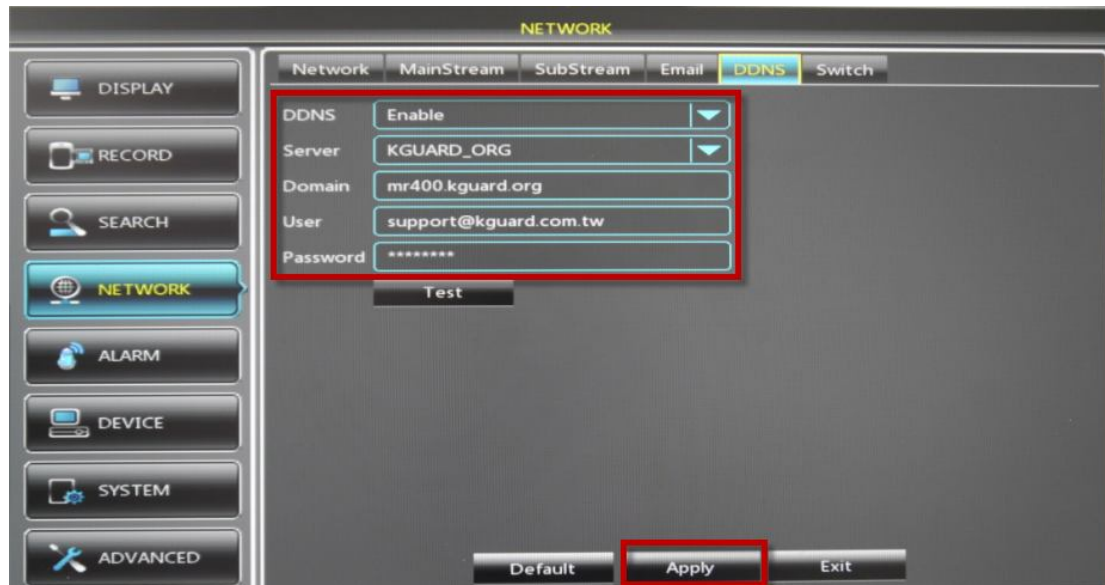 NETWORK
Network MainStream SubStream Email DDNS Switch
DISPLAY
RECORD
SEARCH
NETWORK
ALARM
DEVICE
SYSTEM
ADVANCED
DDNS Enable
Server KGUARD_ORG
Domain mr400.kguard.org
User support@kguard.com.tw
Password ********
Test
Default Apply Exit